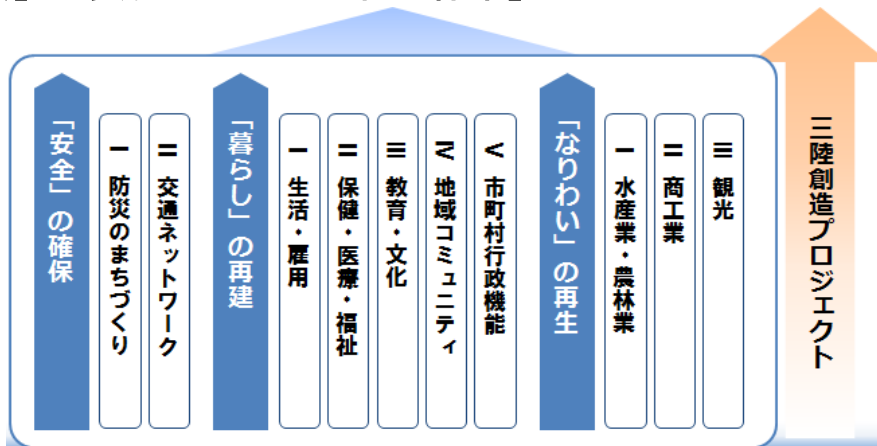 「安全」の確保
Ⅰ 防災のまちづくり
Ⅱ 交通ネットワーク
「暮らし」の再建
Ⅰ 生活・雇用
Ⅱ 保健・医療・福祉
Ⅲ 教育・文化
Ⅳ 地域コミュニティ
Ⅴ 市町村行政機能
「なりわい」の再生
Ⅰ 水産業・農林業
Ⅱ 商工業
Ⅲ 観光
三陸創造プロジェクト